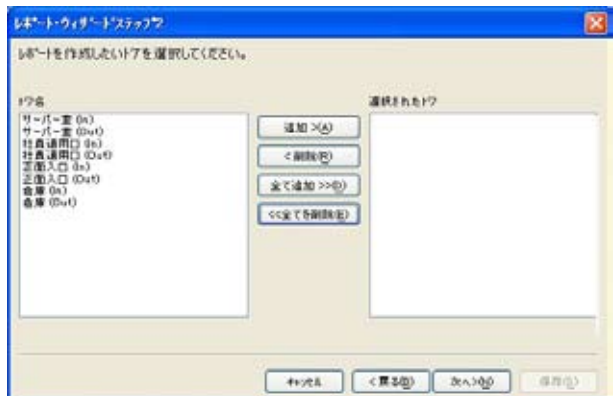 ﾚﾎﾟｰﾄ･ｳｨｻﾞｰﾄﾞｽﾃｯﾌﾟ2
ﾚﾎﾟｰﾄを作成したいﾄﾞｱを選択してください。
ﾄﾞｱ名
選択されたﾄﾞｱ
サーバー室 (In)
サーバー室 (Out)
社員通用口 (In)
社員通用口 (Out)
正面入口 (In)
正面入口 (Out)
倉庫 (In)
倉庫 (Out)
追加 >(A)
< 削除(R)
全て追加 >>(D)
<<全てを削除(E)
ｷｬﾝｾﾙ
< 戻る(B)
次へ>(N)
保存(S)